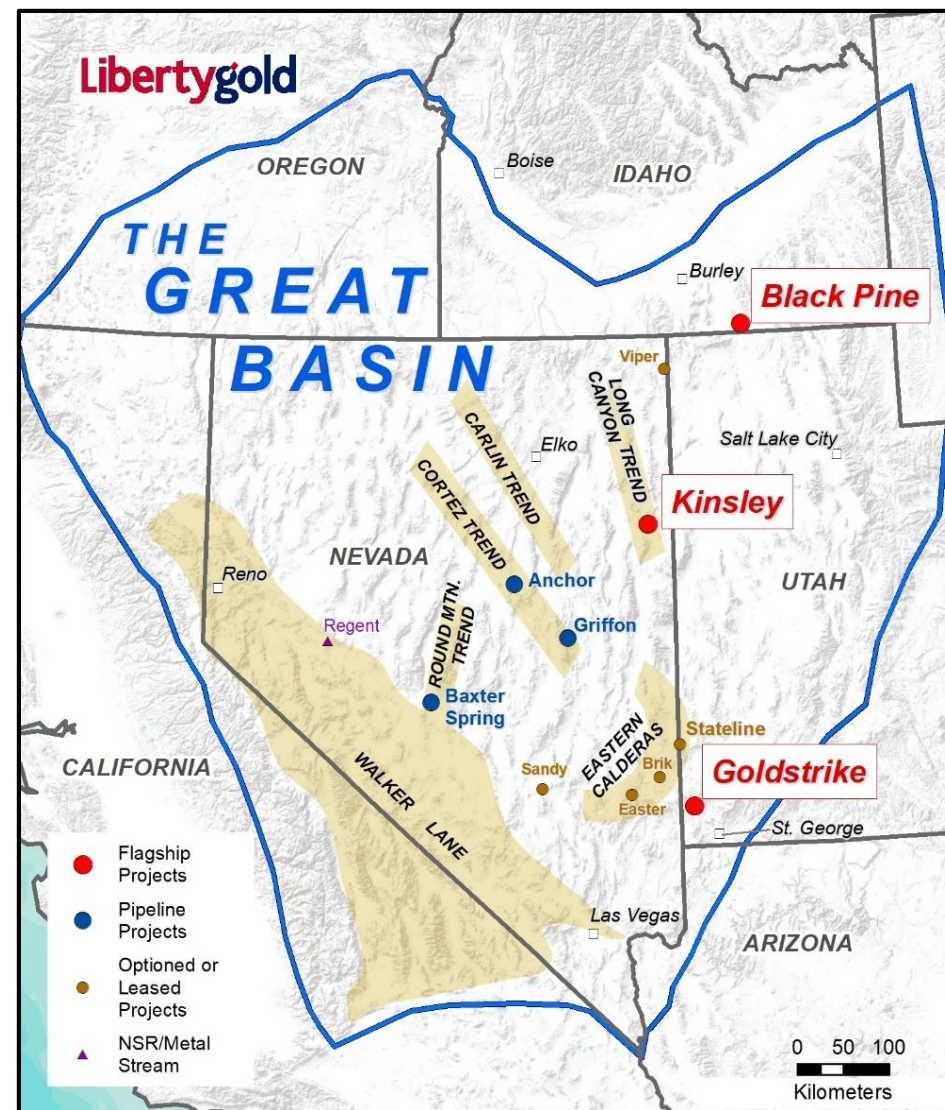 Libertygold
OREGON
Boise
IDAHO
THE
GREAT
BASIN
Burley
Black Pine
Viper
LONG
CANYON TREND
CARLIN TREND
Elko
Salt Lake City
CORTEZ TREND
Kinsley
NEVADA
Anchor
UTAH
Reno
Regent
Griffon
ROUND MTN.
TREND
Baxter
Spring
EASTERN
CALDERAS
Stateline
CALIFORNIA
WALKER
LANE
Sandy
Brik
Easter
Goldstrike
St. George
Las Vegas
ARIZONA
Flagship
Projects
Pipeline
Projects
Optioned or
Leased
Projects
NSR/Metal
Stream
0 50 100
Kilometers